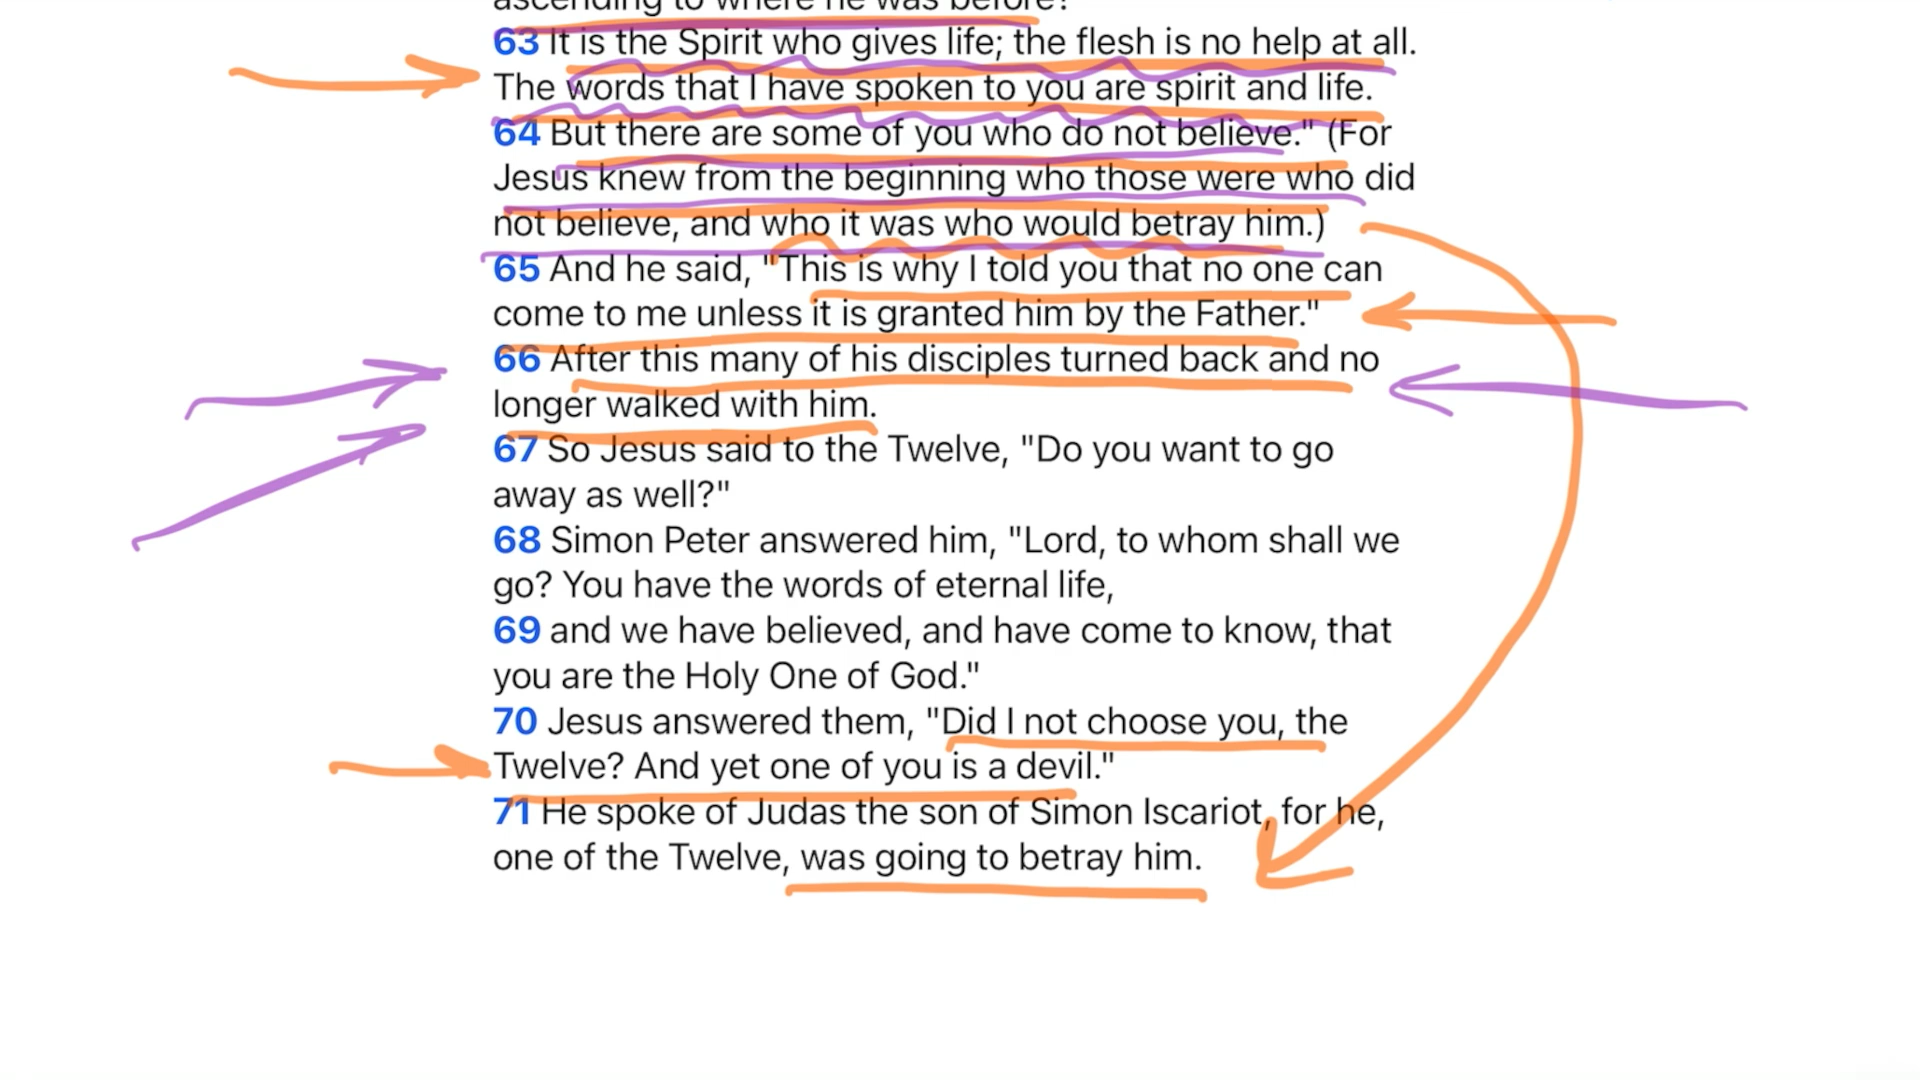 ascending to where he was before?
63 It is the Spirit who gives life; the flesh is no help at all.
The words that I have spoken to you are spirit and life.
64 But there are some of you who do not believe." (For
Jesus knew from the beginning who those were who did
not believe, and who it was who would betray him.)
65 And he said, "This is why I told you that no one can
come to me unless it is granted him by the Father."
66 After this many of his disciples turned back and no
longer walked with him.
67 So Jesus said to the Twelve, "Do you want to go
away as well?"
68 Simon Peter answered him, "Lord, to whom shall we
go? You have the words of eternal life,
69 and we have believed, and have come to know, that
you are the Holy One of God."
70 Jesus answered them, "Did I not choose you, the
Twelve? And yet one of you is a devil."
71 He spoke of Judas the son of Simon Iscariot, for he,
one of the Twelve, was going to betray him.